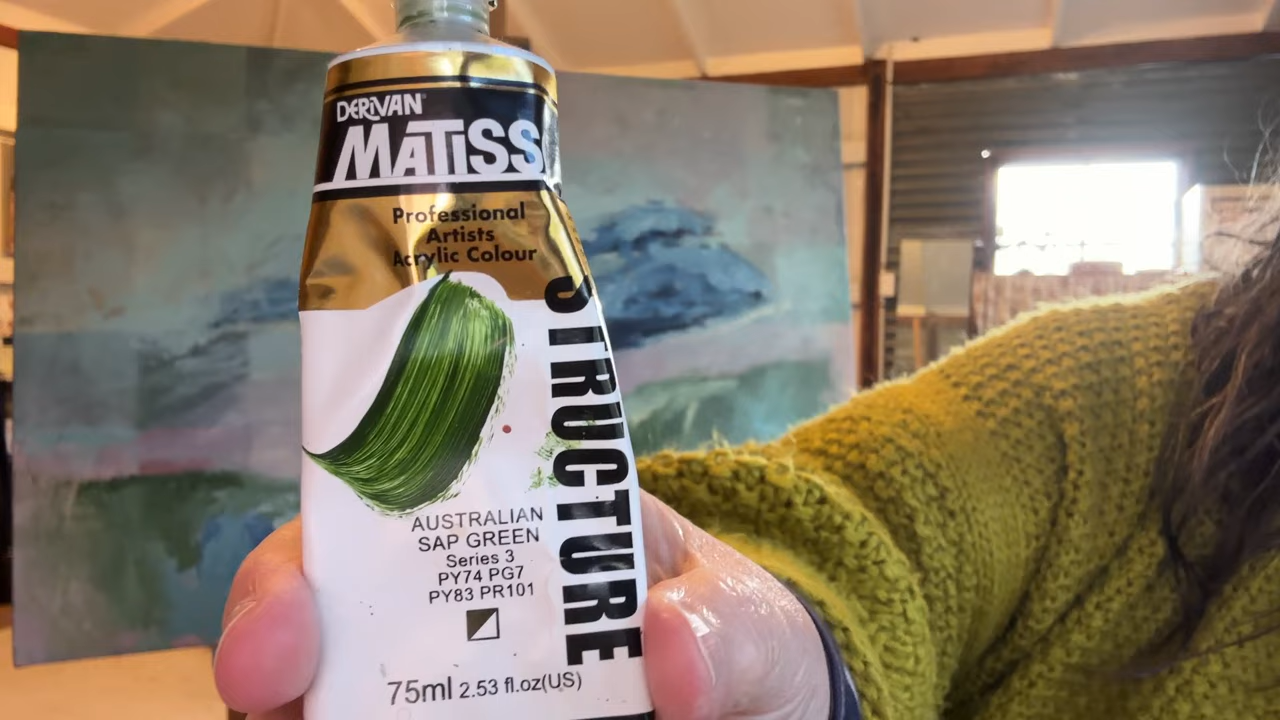 DERIVAN
MATISS
Professional
Artists
Acrylic Colour
STRUCTURE
AUSTRALIAN
SAP GREEN
Series 3
PY74 PG7
PY83 PR101
75ml 2.53 fl.oz(US)